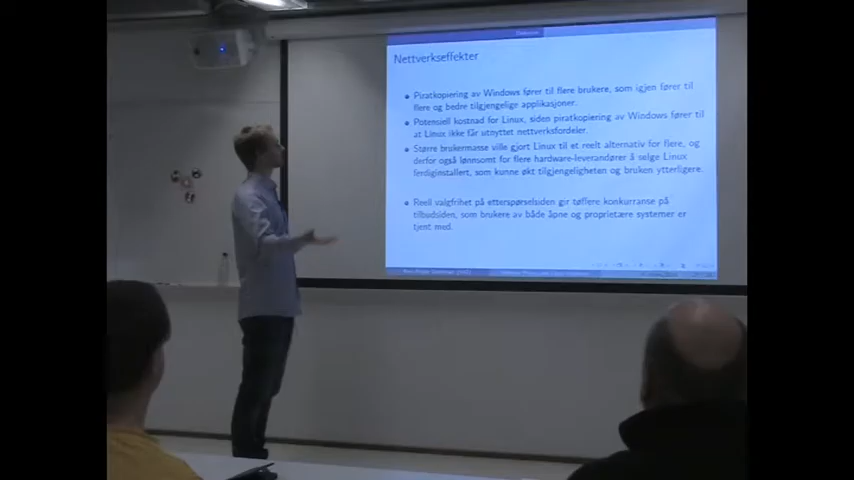 Nettverkseffekter
Piratkopiering av Windows fører til flere brukere, som igjen fører til
flere og bedre tilgjengelige applikasjoner.
Potensiell kostnad for Linux, siden piratkopiering av Windows fører til
at Linux ikke får utnyttet nettverksfordeler.
Større brukermasse ville gjort Linux til et reelt alternativ for flere, og
derfor også lønnsomt for flere hardware-leverandører å selge Linux
ferdiginstallert, som kunne økt tilgjengeligheten og bruken ytterligere.
Reell valgfrihet på etterspørselsiden gir tøffere konkurranse på
tilbudsiden, som brukere av både åpne og proprietære systemer er
tjent med.